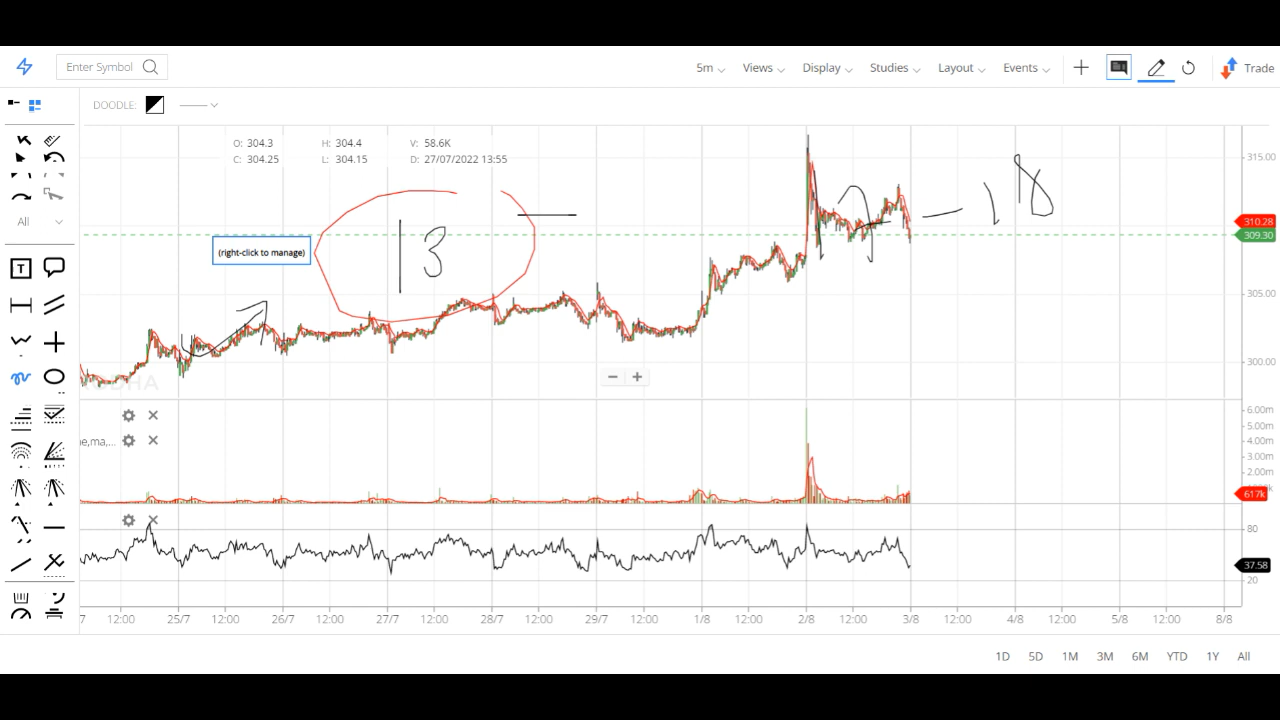 Enter Symbol 5m Views Display Studies Layout Events Trade
DOODLE:
O: 304.3 H: 304.4 V: 58.6K
C: 304.25 L: 304.15 D: 27/07/2022 13:55
315.00
18
310.28
309.30
13
(right-click to manage)
All
305.00
300.00
6.00m
5.00m
4.00m
3.00m
2.00m
617k
80
37.58
20
12:00 25/7 12:00 26/7 12:00 27/7 12:00 28/7 12:00 29/7 12:00 1/8 12:00 2/8 12:00 3/8 12:00 4/8 12:00 5/8 12:00 8/8
1D 5D 1M 3M 6M YTD 1Y All